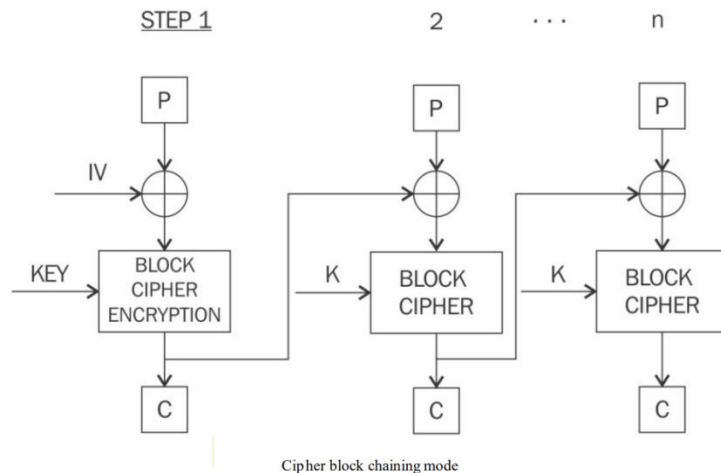 STEP 1
2
...
n
P
P
P
IV
KEY
BLOCK
CIPHER
ENCRYPTION
K
BLOCK
CIPHER
K
BLOCK
CIPHER
C
C
C
Cipher block chaining mode